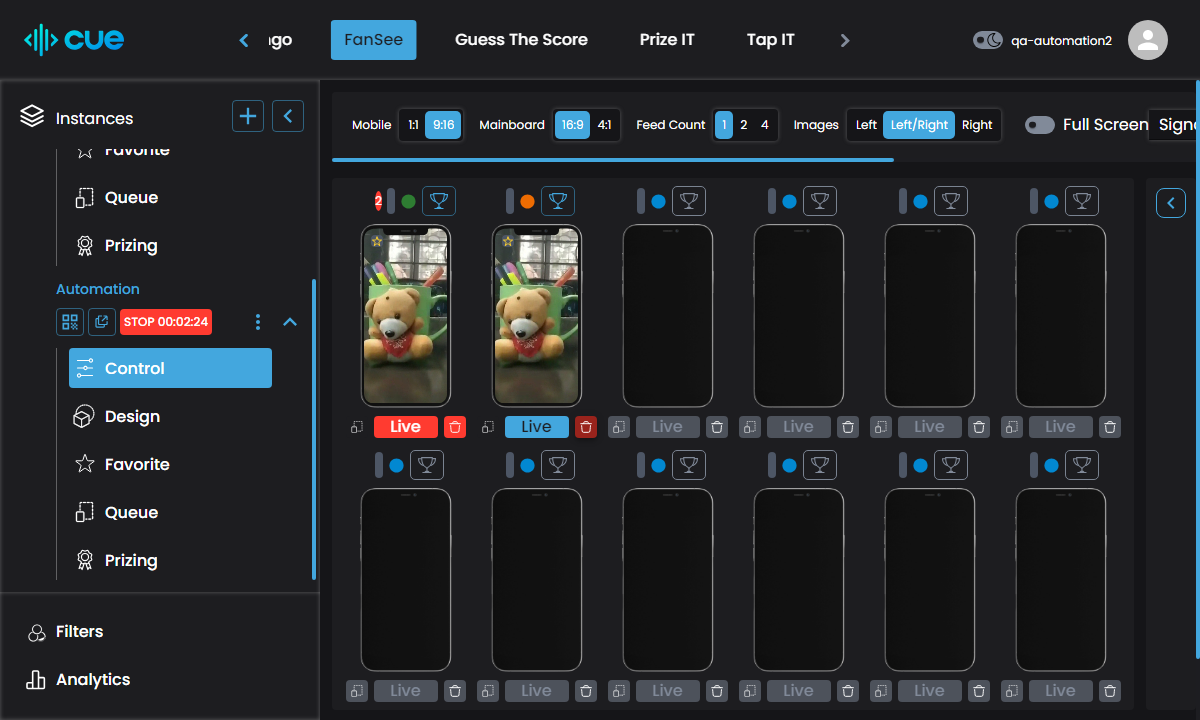 CUE
ngo
FanSee
Guess The Score
Prize IT
Tap IT
qa-automation2
Instances
Favorite
Queue
Prizing
Automation
STOP 00:02:24
Control
Design
Favorite
Queue
Prizing
Filters
Analytics
Mobile 1:1 9:16 Mainboard 16:9 4:1 Feed Count 1 2 4 Images Left Left/Right Right Full Screen Signa
2
Live Live Live Live Live Live
Live Live Live Live Live Live